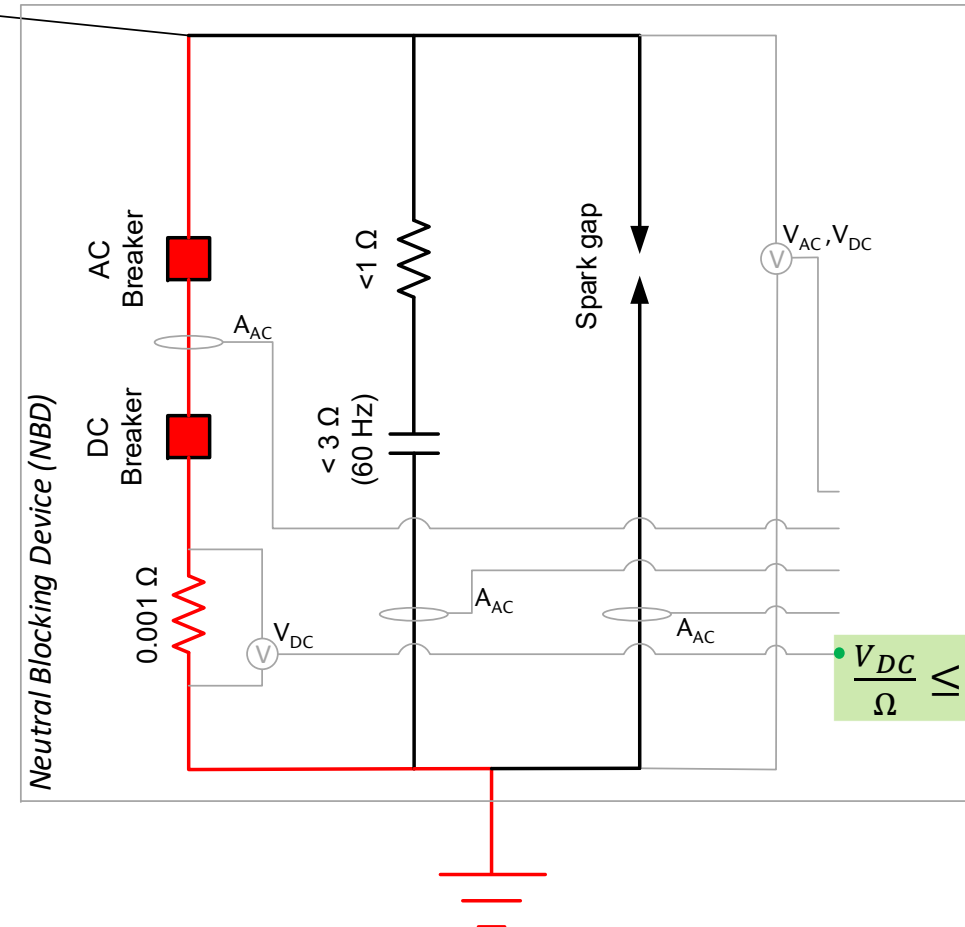 Neutral Blocking Device (NBD)
AC
Breaker
A_AC
DC
Breaker
0.001 Ω
V_DC
V
<1 Ω
< 3 Ω
(60 Hz)
A_AC
Spark gap
A_AC
V_AC ,V_DC
V
V_DC
Ω
≤